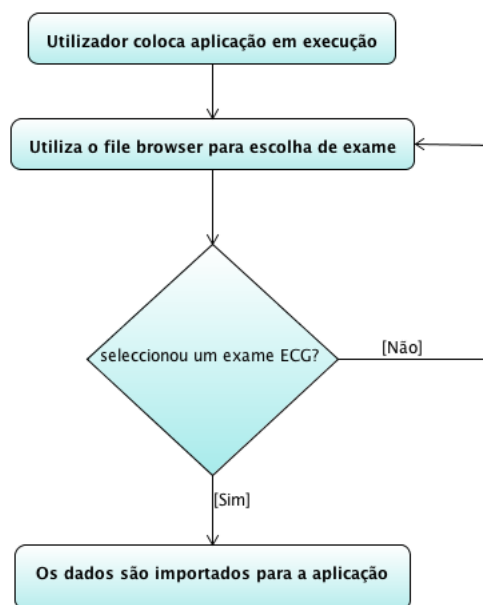 Utilizador coloca aplicação em execução
Utiliza o file browser para escolha de exame
seleccionou um exame ECG?
[Não]
[Sim]
Os dados são importados para a aplicação